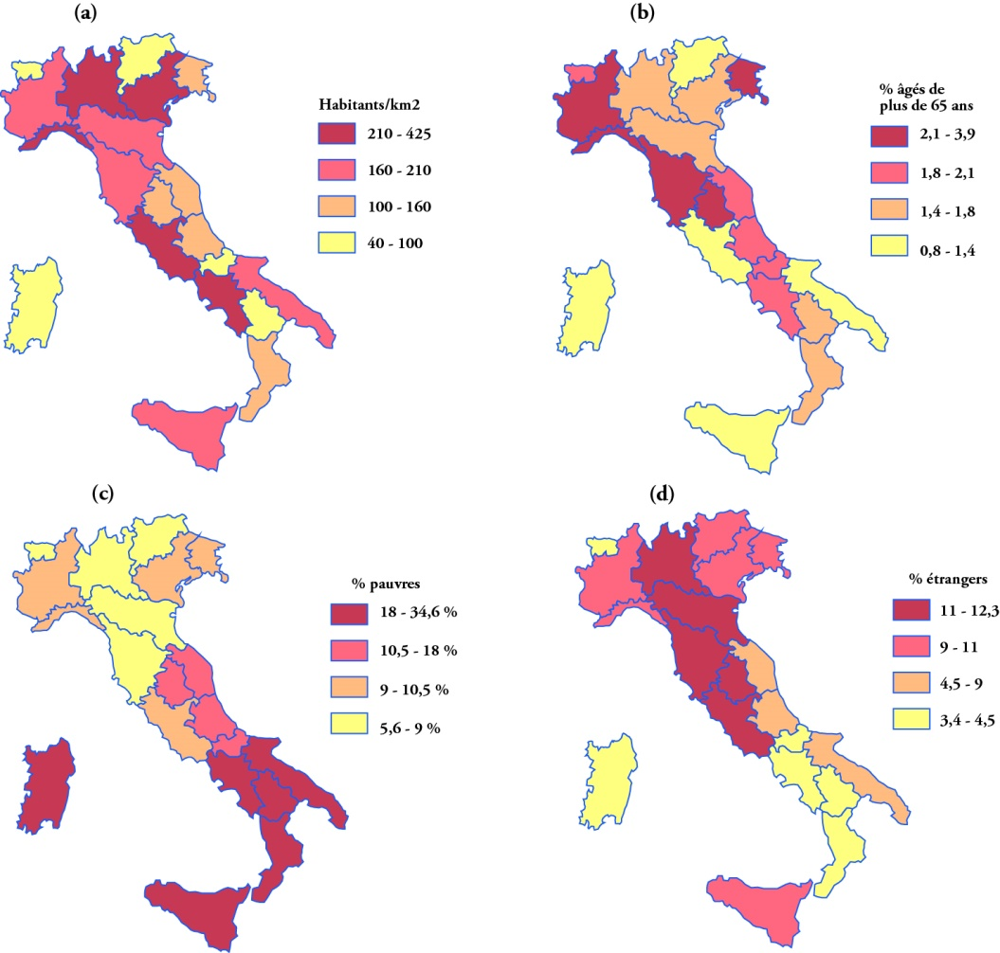 (a)
Habitants/km2
210 - 425
160 - 210
100 - 160
40 - 100
(b)
% âgés de
plus de 65 ans
2,1 - 3,9
1,8 - 2,1
1,4 - 1,8
0,8 - 1,4
(c)
% pauvres
18 - 34,6 %
10,5 - 18 %
9 - 10,5 %
5,6 - 9 %
(d)
% étrangers
11 - 12,3
9 - 11
4,5 - 9
3,4 - 4,5